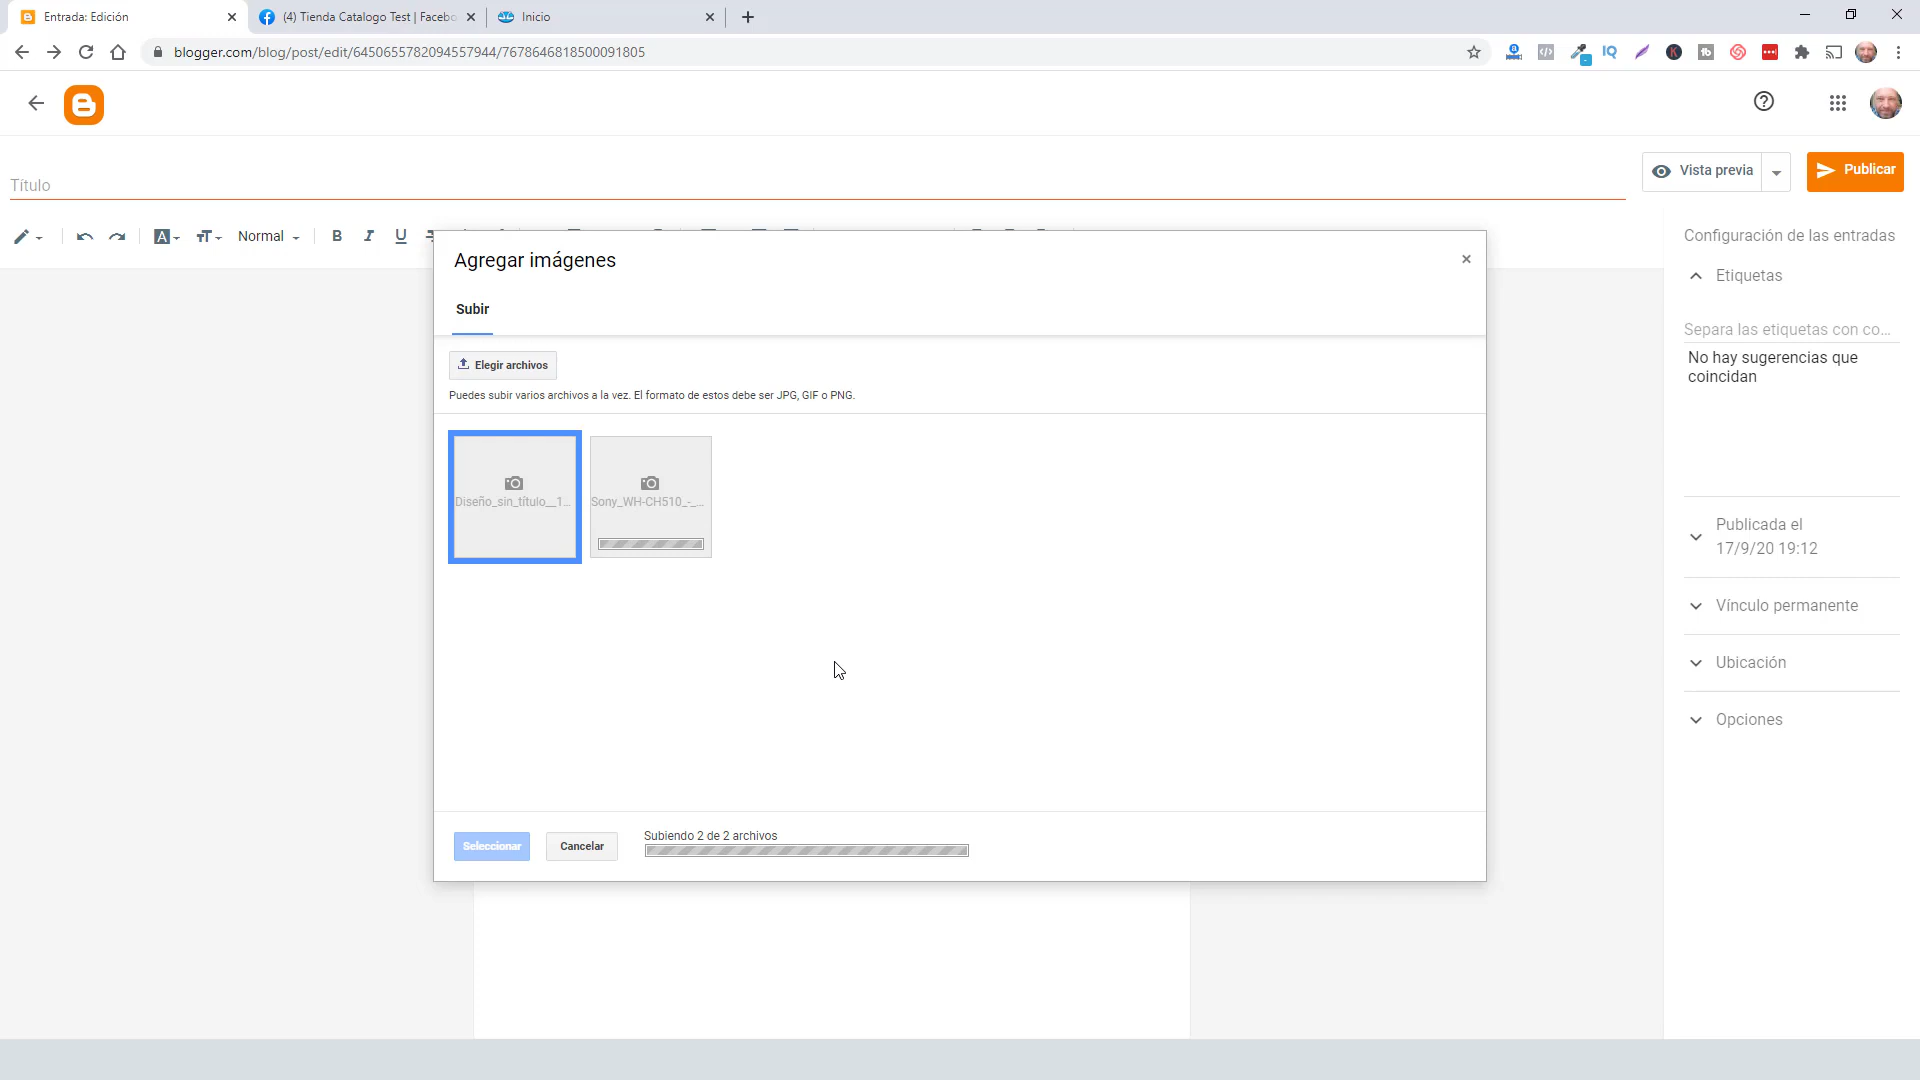 Entrada: Edición
(4) Tienda Catalogo Test | Facebo
Inicio
blogger.com/blog/post/edit/6450655782094557944/7678646818500091805
Título
Vista previa
Publicar
Normal
B I U
Configuración de las entradas
Etiquetas
Separa las etiquetas con co...
No hay sugerencias que
coincidan
Publicada el
17/9/20 19:12
Vínculo permanente
Ubicación
Opciones
Agregar imágenes
Subir
Elegir archivos
Puedes subir varios archivos a la vez. El formato de estos debe ser JPG, GIF o PNG.
Diseño_sin_título__1...
Sony_WH-CH510_-_...
Seleccionar
Cancelar
Subiendo 2 de 2 archivos